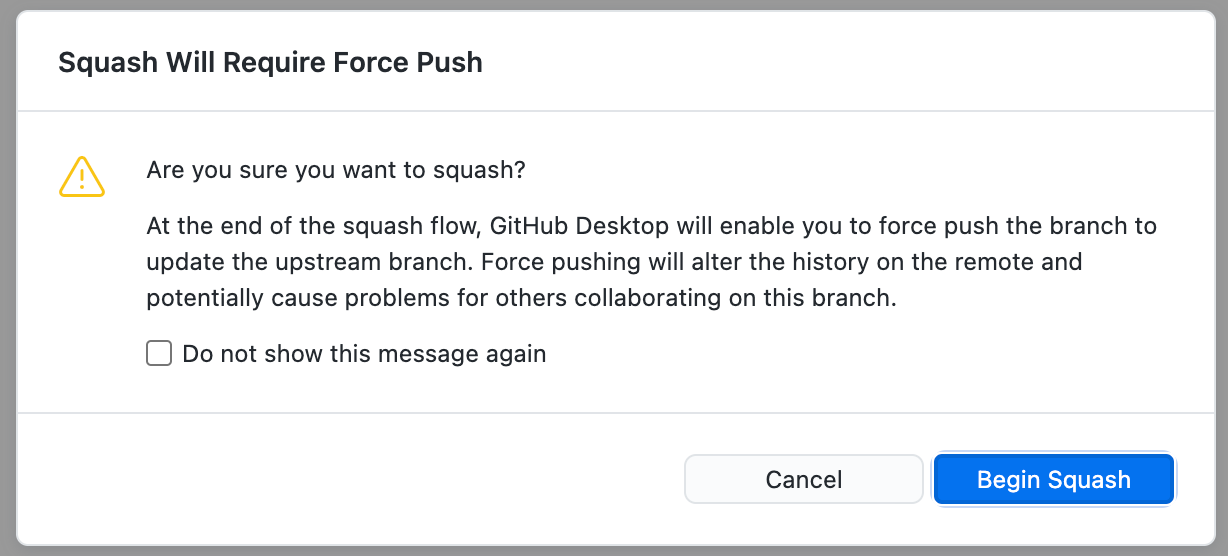 Squash Will Require Force Push
Are you sure you want to squash?
At the end of the squash flow, GitHub Desktop will enable you to force push the branch to
update the upstream branch. Force pushing will alter the history on the remote and
potentially cause problems for others collaborating on this branch.
Do not show this message again
Cancel
Begin Squash